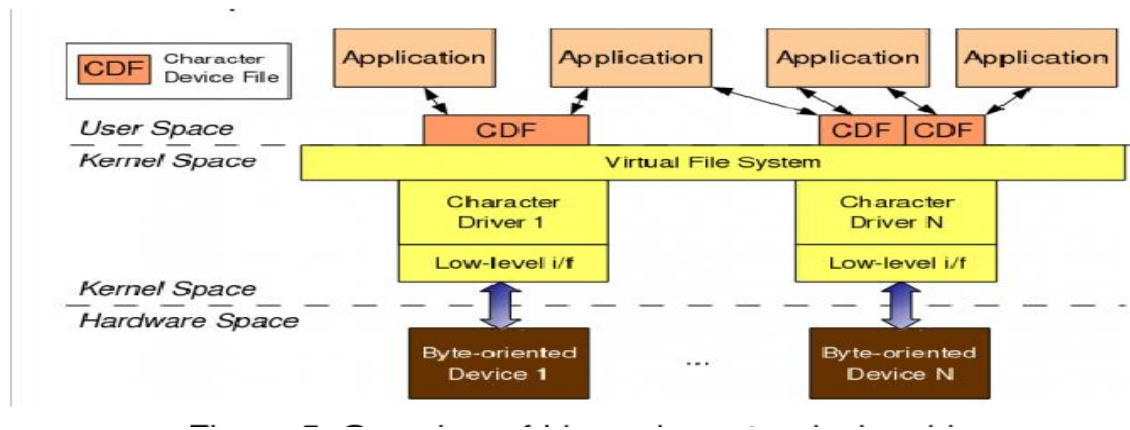 CDF Character
Device File
Application Application Application Application
User Space
CDF CDF CDF
Kernel Space
Virtual File System
Character
Driver 1
Low-level i/f
Character
Driver N
Low-level i/f
Kernel Space
Hardware Space
Byte-oriented
Device 1
...
Byte-oriented
Device N